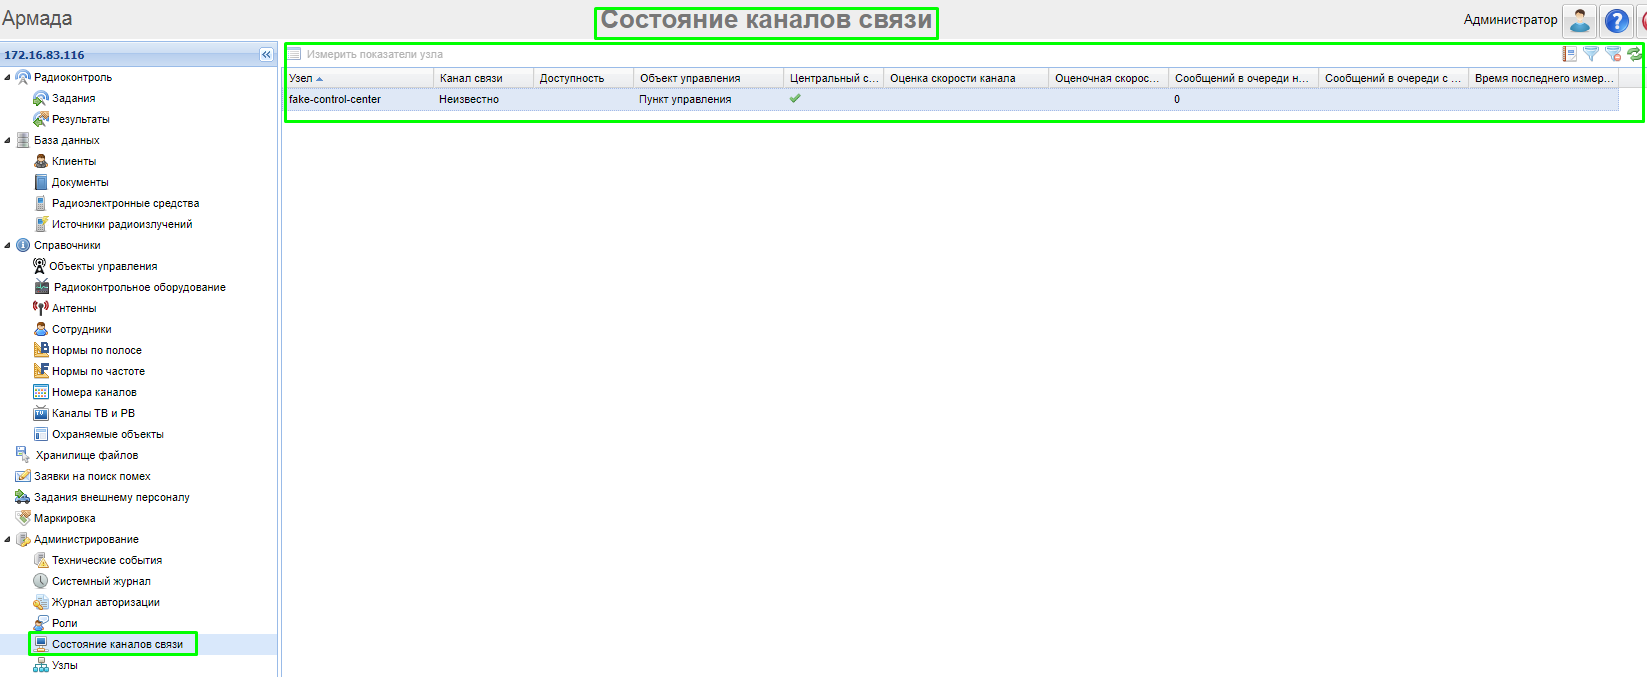 Армада
Состояние каналов связи
Администратор
172.16.83.116
Радиоконтроль
Задания
Результаты
База данных
Клиенты
Документы
Радиоэлектронные средства
Источники радиоизлучений
Справочники
Объекты управления
Радиоконтрольное оборудование
Антенны
Сотрудники
Нормы по полосе
Нормы по частоте
Номера каналов
Каналы ТВ и РВ
Охраняемые объекты
Хранилище файлов
Заявки на поиск помех
Задания внешнему персоналу
Маркировка
Администрирование
Технические события
Системный журнал
Журнал авторизации
Роли
Состояние каналов связи
Узлы
Измерить показатели узла
Узел Канал связи Доступность Объект управления Центральный с... Оценка скорости канала Оценочная скорос... Сообщений в очереди н... Сообщений в очереди с ... Время последнего измер...
fake-control-center Неизвестно Пункт управления 0